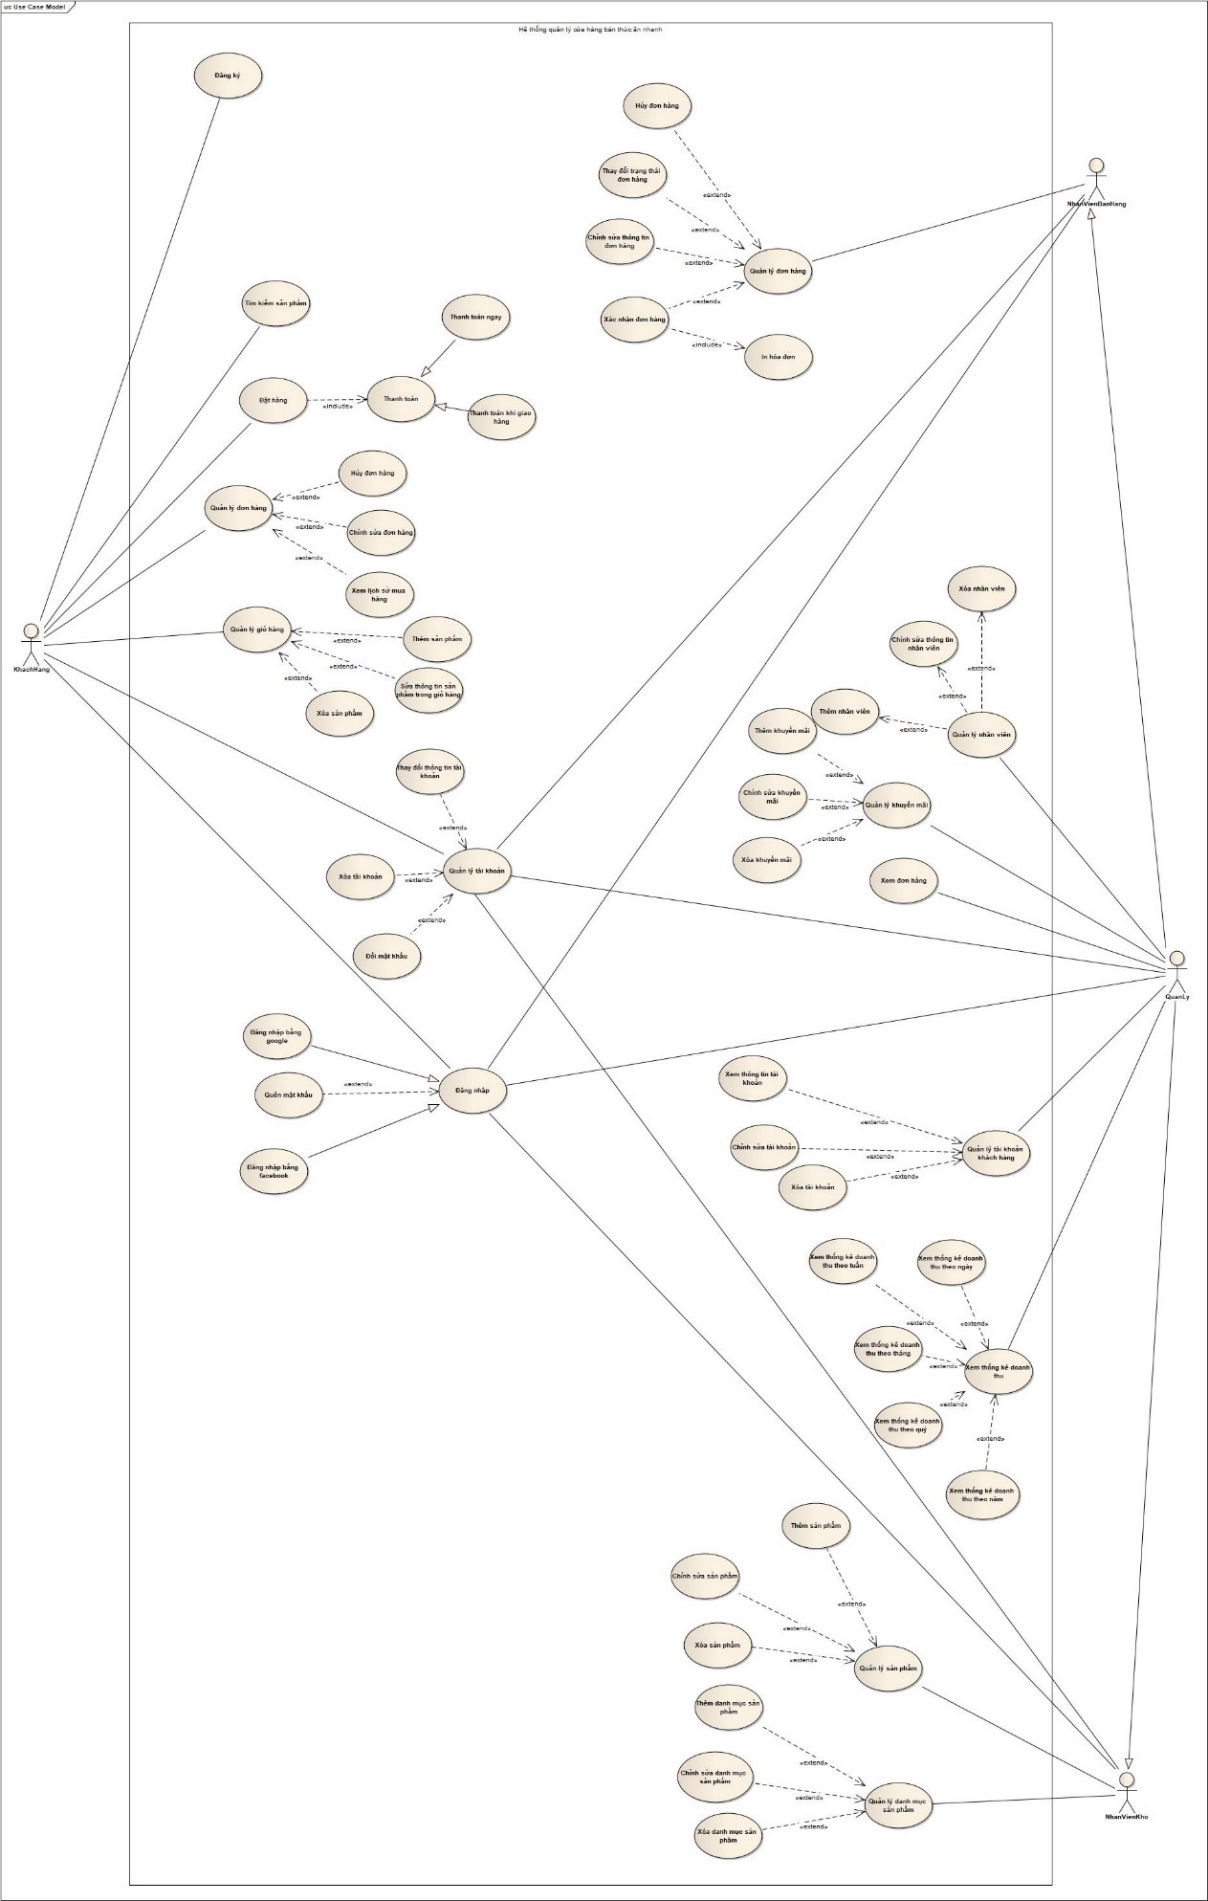 uc Use Case Model
Hệ thống quản lý cửa hàng bán thức ăn nhanh
Đăng ký
Hủy đơn hàng
Thay đổi trạng thái
đơn hàng
«extend»
NhanVienBanHang
«extend»
Chỉnh sửa thông tin
đơn hàng
«extend»
Quản lý đơn hàng
«extend»
Xác nhận đơn hàng
«include»
In hóa đơn
Tìm kiếm sản phẩm
Thanh toán ngay
Đặt hàng
«include»
Thanh toán
Thanh toán khi giao
hàng
Hủy đơn hàng
«extend»
Quản lý đơn hàng
«extend»
Chỉnh sửa đơn hàng
«extend»
Xem lịch sử mua
hàng
Quản lý giỏ hàng
«extend»
Thêm sản phẩm
«extend»
«extend»
Sửa thông tin sản
phẩm trong giỏ hàng
Xóa sản phẩm
KhachHang
Xóa nhân viên
Chỉnh sửa thông tin
nhân viên
«extend»
«extend»
Thêm nhân viên
«extend»
Quản lý nhân viên
Thêm khuyến mãi
«extend»
Chỉnh sửa khuyến
mãi
«extend»
Quản lý khuyến mãi
«extend»
Xóa khuyến mãi
Xem đơn hàng
Thay đổi thông tin tài
khoản
«extend»
Xóa tài khoản
«extend»
Quản lý tài khoản
«extend»
Đổi mật khẩu
QuanLy
Đăng nhập bằng
google
Quên mật khẩu
«extend»
Đăng nhập
Đăng nhập bằng
facebook
Xem thông tin tài
khoản
«extend»
Chỉnh sửa tài khoản
«extend»
Quản lý tài khoản
khách hàng
«extend»
Xóa tài khoản
Xem thống kê doanh
thu theo tuần
Xem thống kê doanh
thu theo ngày
«extend»
«extend»
Xem thống kê doanh
thu theo tháng
«extend»
Xem thống kê doanh
thu
«extend»
Xem thống kê doanh
thu theo quý
«extend»
Xem thống kê doanh
thu theo năm
Thêm sản phẩm
Chỉnh sửa sản phẩm
«extend»
«extend»
Xóa sản phẩm
«extend»
Quản lý sản phẩm
Thêm danh mục sản
phẩm
«extend»
Chỉnh sửa danh mục
sản phẩm
«extend»
Quản lý danh mục
sản phẩm
«extend»
Xóa danh mục sản
phẩm
NhanVienKho